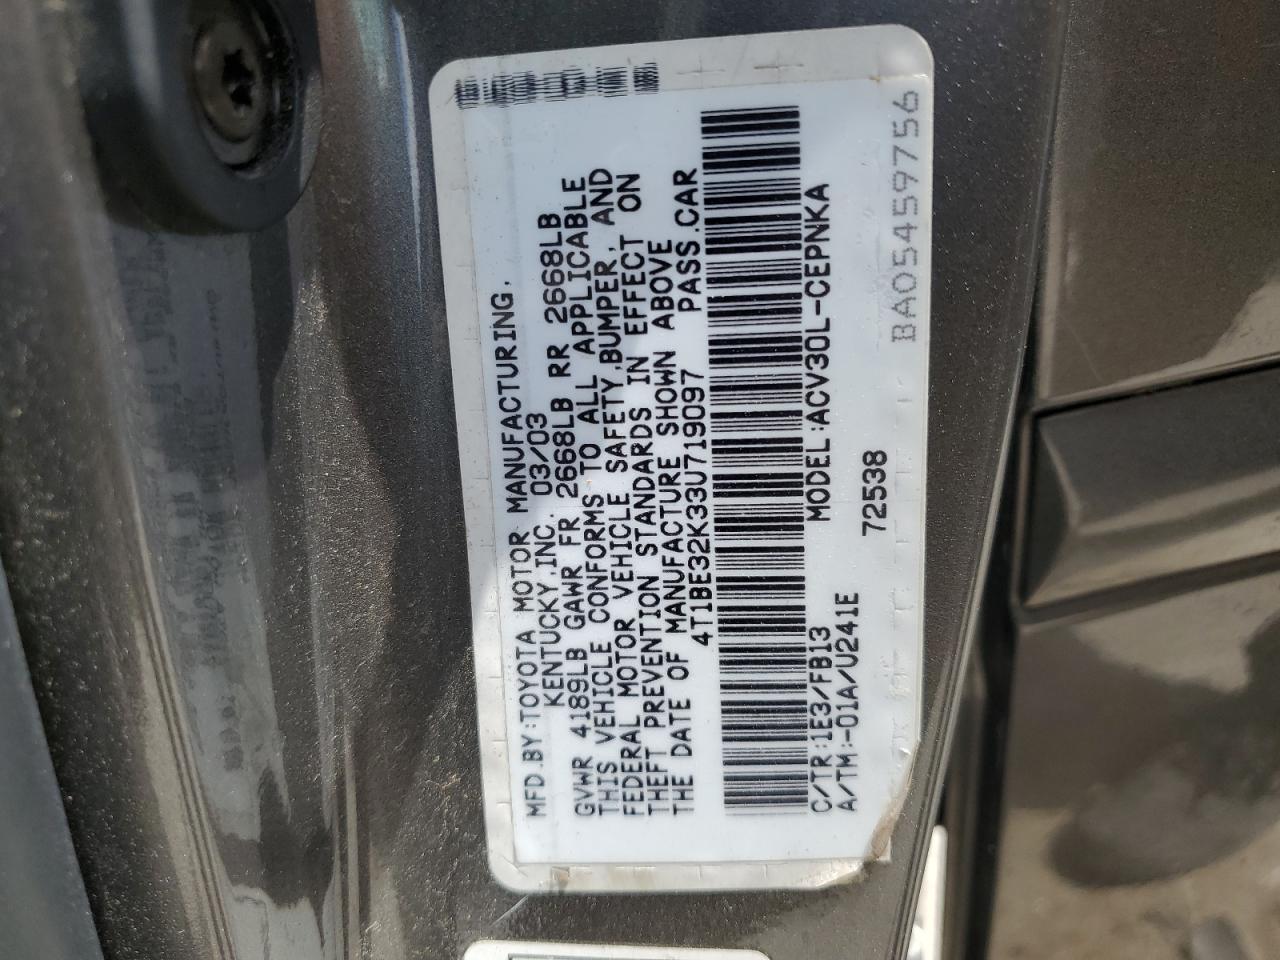 MFD.BY:TOYOTA MOTOR MANUFACTURING,
KENTUCKY,INC. 03/03
GVWR 4189LB GAWR FR 2668LB RR 2668LB
THIS VEHICLE CONFORMS TO ALL APPLICABLE
FEDERAL MOTOR VEHICLE SAFETY,BUMPER, AND
THEFT PREVENTION STANDARDS IN EFFECT ON
THE DATE OF MANUFACTURE SHOWN ABOVE
4T1BE32K33U719097 PASS.CAR
C/TR:1E3/FB13 MODEL:ACV30L-CEPNKA
A/TM:-01A/U241E 72538
BA05459756